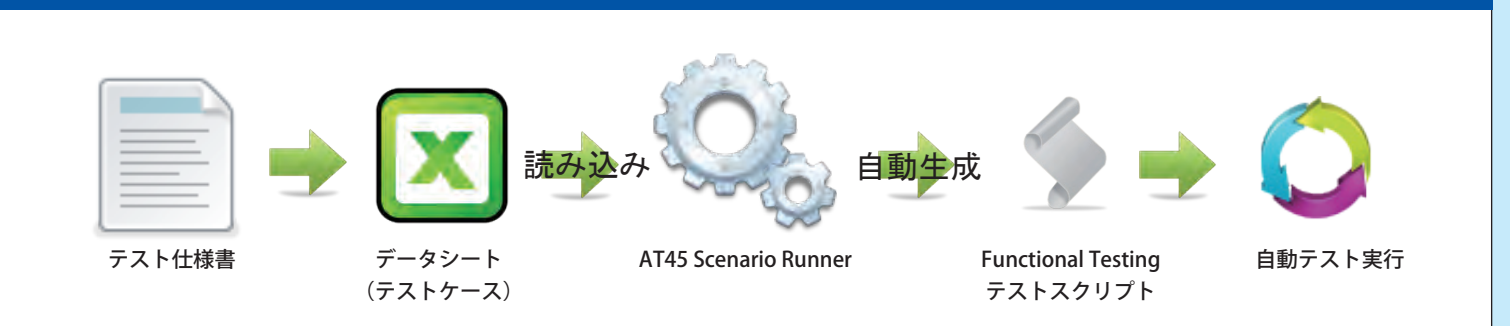 読み込み
自動生成
テスト仕様書
データシート
（テストケース）
AT45 Scenario Runner
Functional Testing
テストスクリプト
自動テスト実行